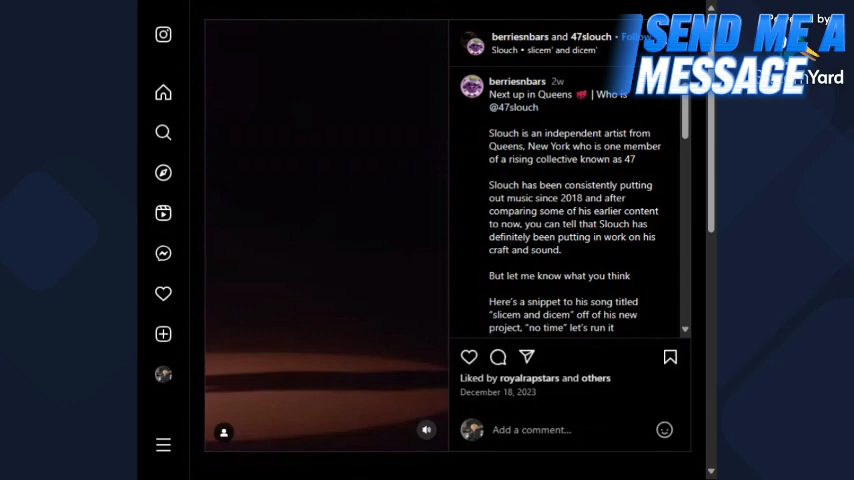 SEND ME A
MESSAGE
Yard
berriesnbars and 47slouch •
Slouch • slicem' and dicem'
berriesnbars 2w
Next up in Queens | Who is
@47slouch
Slouch is an independent artist from
Queens, New York who is one member
of a rising collective known as 47
Slouch has been consistently putting
out music since 2018 and after
comparing some of his earlier content
to now, you can tell that Slouch has
definitely been putting in work on his
craft and sound.
But let me know what you think
Here's a snippet to his song titled
"slicem and dicem" off of his new
project, "no time" let's run it
Liked by royalrapstars and others
December 18, 2023
Add a comment...